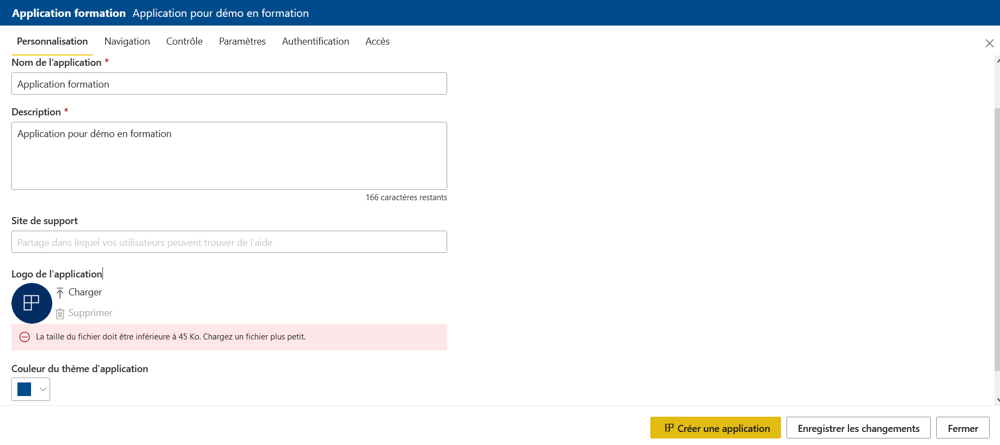 Application formation Application pour démo en formation
Personnalisation Navigation Contrôle Paramètres Authentification Accès
Nom de l’application *
Application formation
Description *
Application pour démo en formation
166 caractères restants
Site de support
Partage dans lequel vos utilisateurs peuvent trouver de l'aide
Logo de l'application
Charger
Supprimer
La taille du fichier doit être inférieure à 45 Ko. Chargez un fichier plus petit.
Couleur du thème d'application
Créer une application Enregistrer les changements Fermer